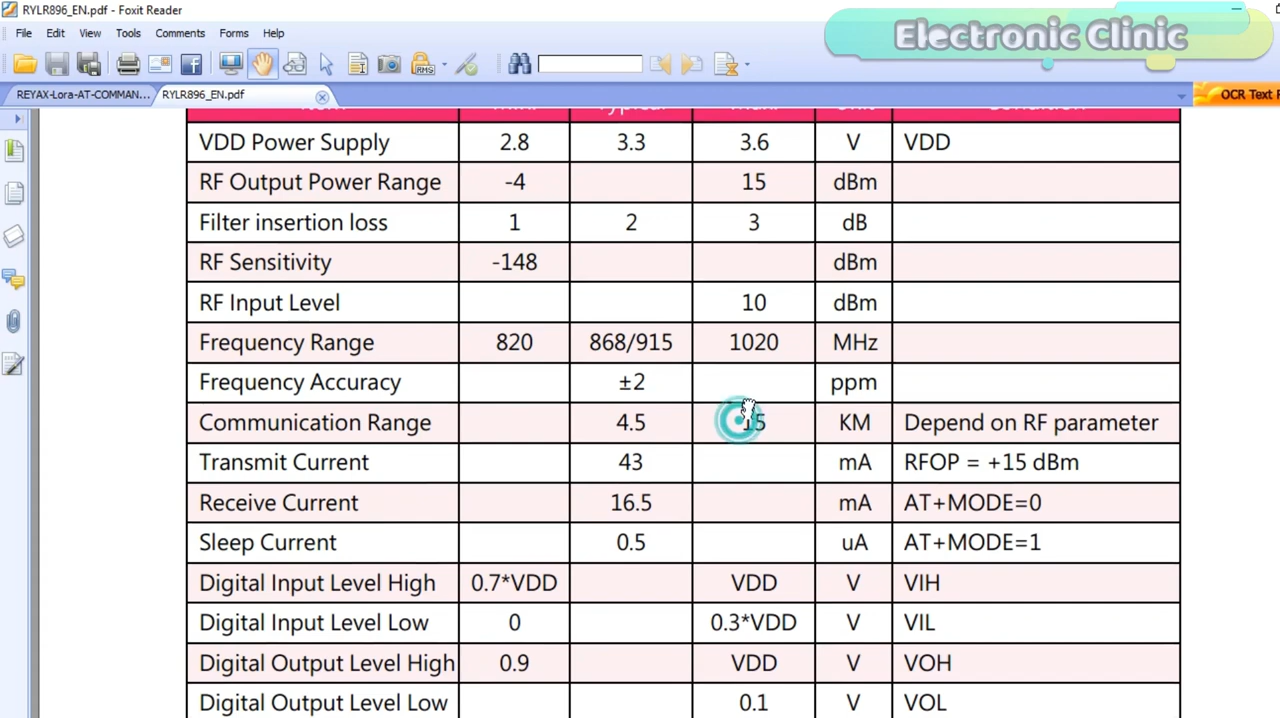 RYLR896_EN.pdf - Foxit Reader
Electronic Clinic
File Edit View Tools Comments Forms Help
REYAX-Lora-AT-COMMAN... RYLR896_EN.pdf OCR Text
VDD Power Supply 2.8 3.3 3.6 V VDD
RF Output Power Range -4 15 dBm
Filter insertion loss 1 2 3 dB
RF Sensitivity -148 dBm
RF Input Level 10 dBm
Frequency Range 820 868/915 1020 MHz
Frequency Accuracy ±2 ppm
Communication Range 4.5 15 KM Depend on RF parameter
Transmit Current 43 mA RFOP = +15 dBm
Receive Current 16.5 mA AT+MODE=0
Sleep Current 0.5 uA AT+MODE=1
Digital Input Level High 0.7*VDD VDD V VIH
Digital Input Level Low 0 0.3*VDD V VIL
Digital Output Level High 0.9 VDD V VOH
Digital Output Level Low 0.1 V VOL